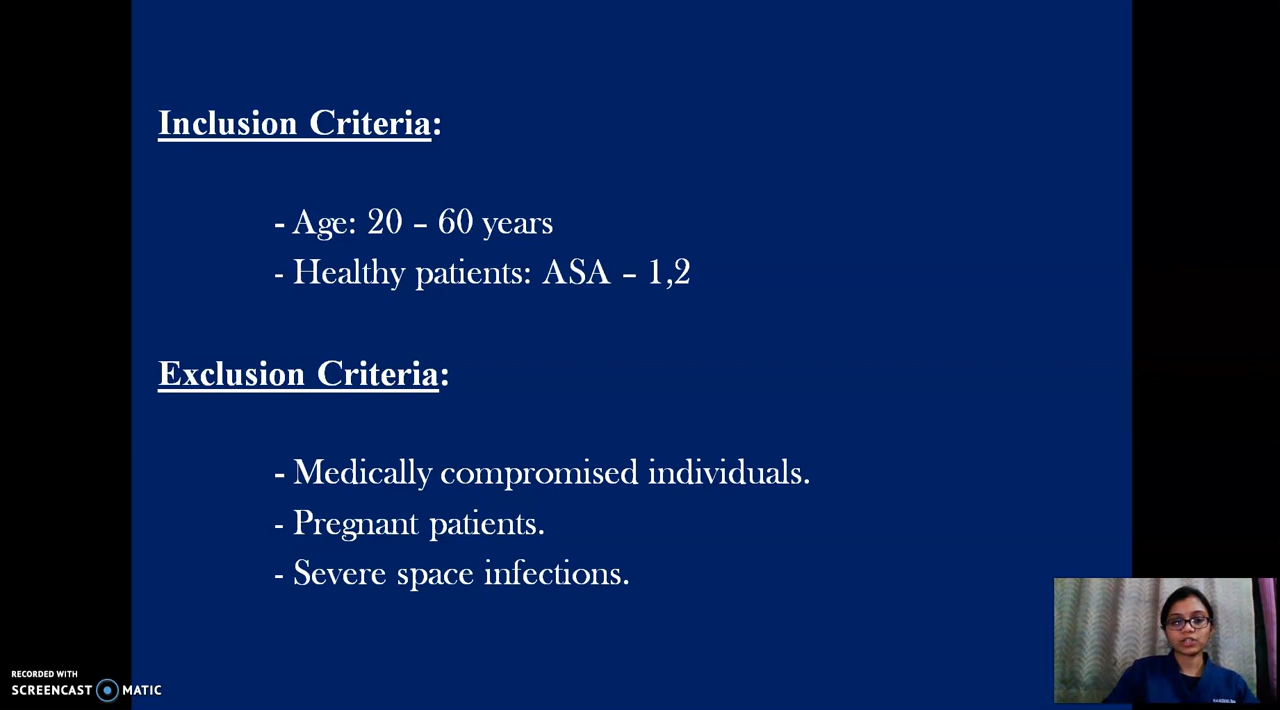 Inclusion Criteria:
- Age: 20 – 60 years
- Healthy patients: ASA – 1,2
Exclusion Criteria:
- Medically compromised individuals.
- Pregnant patients.
- Severe space infections.
RECORDED WITH
SCREENCAST MATIC